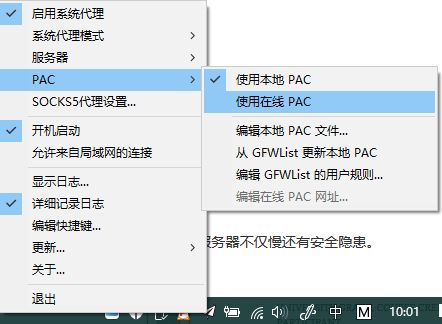 启用系统代理
系统代理模式
服务器
PAC
SOCKS5代理设置...
开机启动
允许来自局域网的连接
显示日志...
详细记录日志
编辑快捷键...
更新...
关于...
退出
使用本地 PAC
使用在线 PAC
编辑本地 PAC 文件...
从 GFWList 更新本地 PAC
编辑 GFWList 的用户规则...
编辑在线 PAC 网址...
服务器不仅慢还有安全隐患。
中
M
10:01